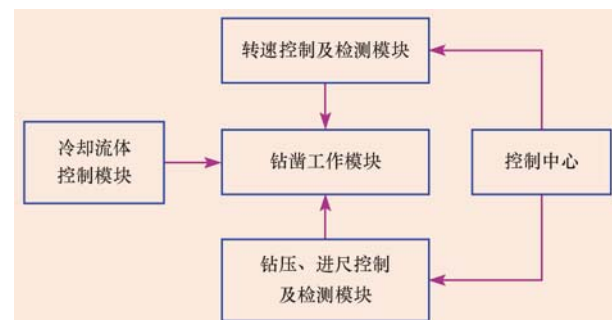 转速控制及检测模块
冷却流体
控制模块
钻凿工作模块
控制中心
钻压、进尺控制
及检测模块